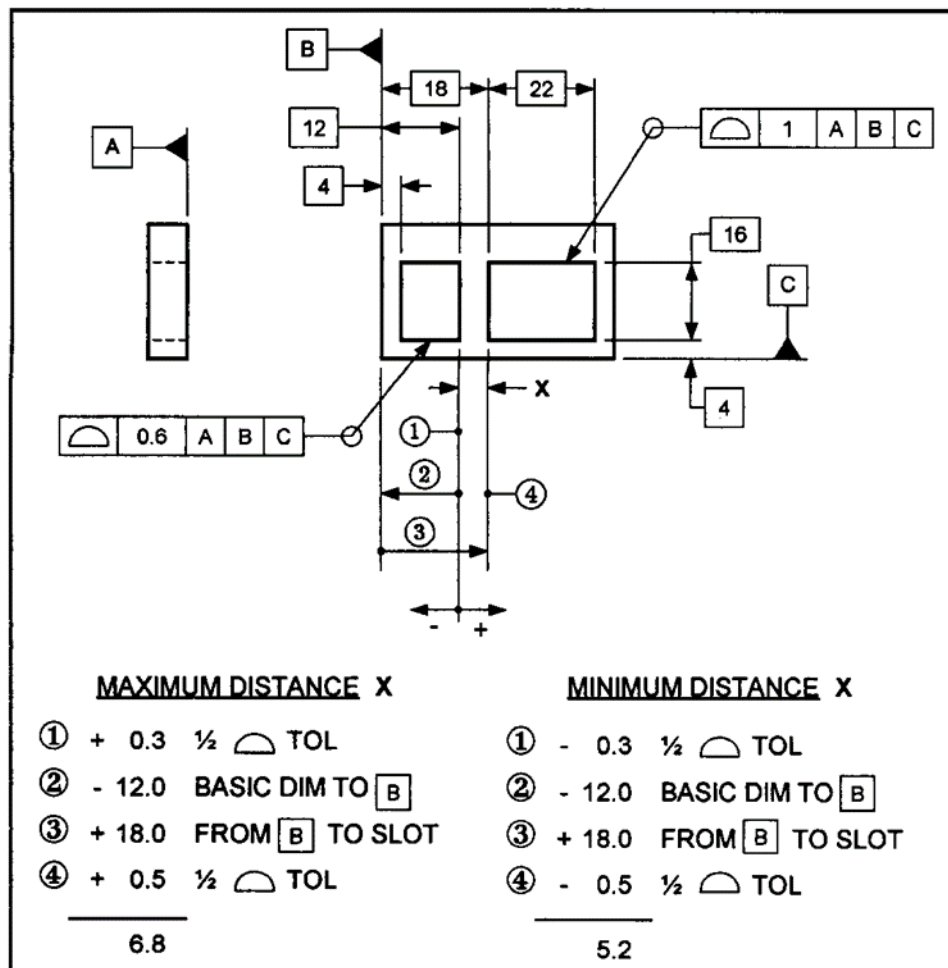 B
18
22
12
⌓ 1 A B C
A
4
16
C
X
4
⌓ 0.6 A B C
①
②
④
③
- +
MAXIMUM DISTANCE X
① + 0.3 ½ ⌓ TOL
② - 12.0 BASIC DIM TO B
③ + 18.0 FROM B TO SLOT
④ + 0.5 ½ ⌓ TOL
6.8
MINIMUM DISTANCE X
① - 0.3 ½ ⌓ TOL
② - 12.0 BASIC DIM TO B
③ + 18.0 FROM B TO SLOT
④ - 0.5 ½ ⌓ TOL
5.2